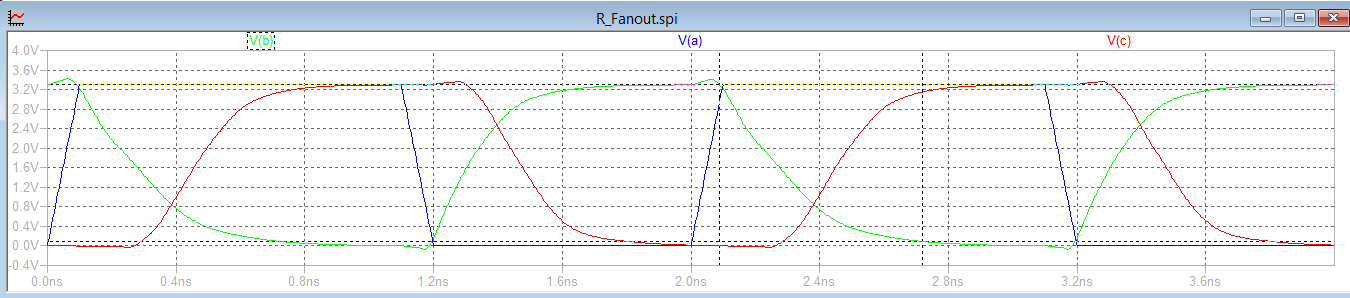 R_Fanout.spi
V(b) V(a) V(c)
4.0V
3.6V
3.2V
2.8V
2.4V
2.0V
1.6V
1.2V
0.8V
0.4V
0.0V
-0.4V
0.0ns 0.4ns 0.8ns 1.2ns 1.6ns 2.0ns 2.4ns 2.8ns 3.2ns 3.6ns